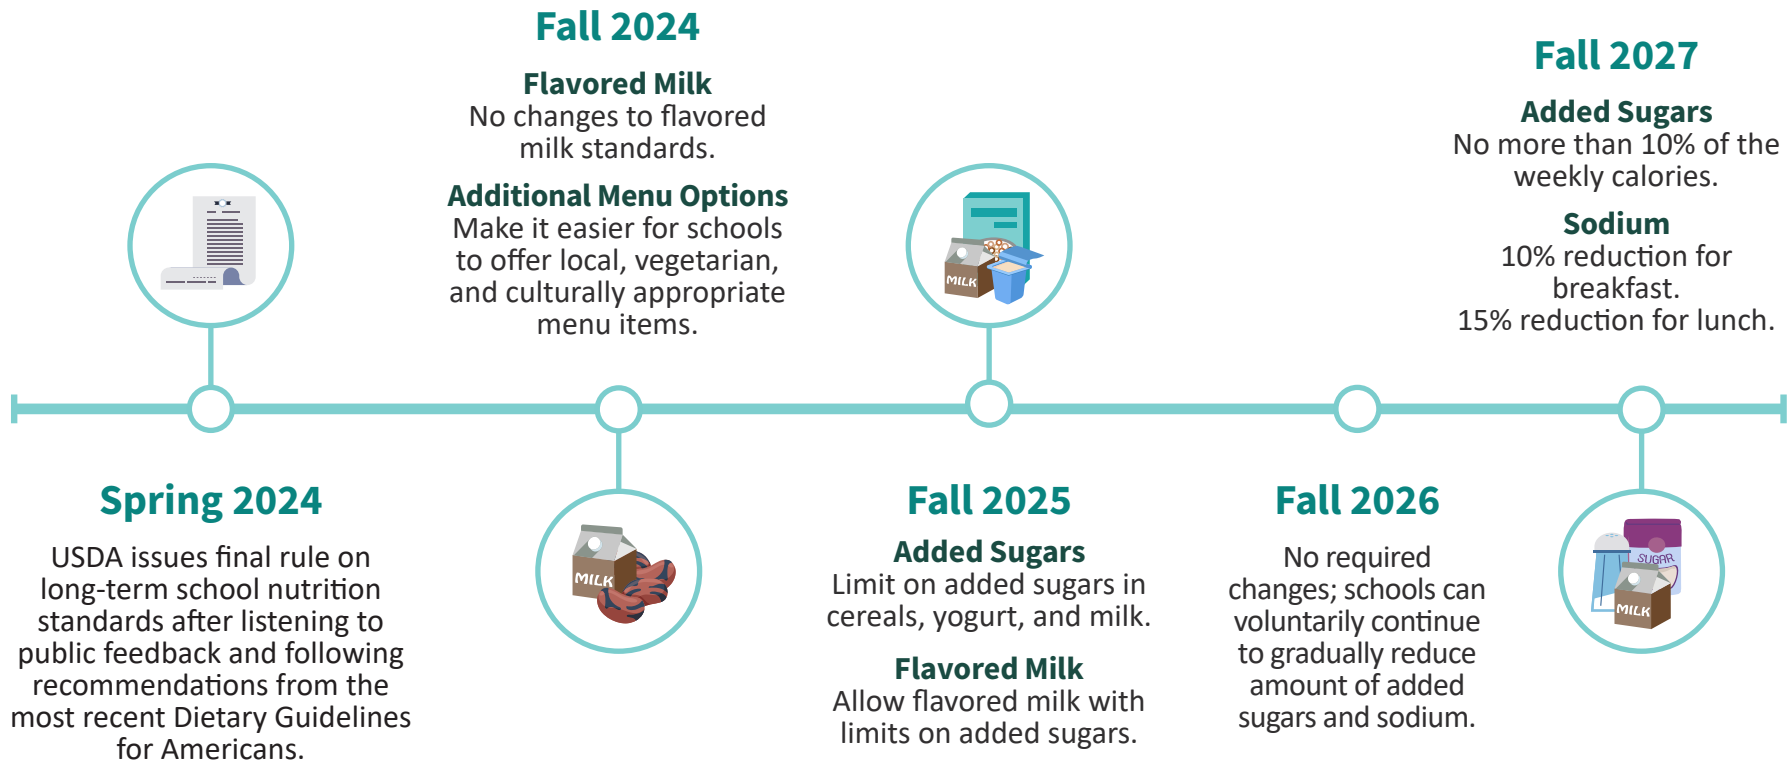 Spring 2024
USDA issues final rule on
long-term school nutrition
standards after listening to
public feedback and following
recommendations from the
most recent Dietary Guidelines
for Americans.
Fall 2024
Flavored Milk
No changes to flavored
milk standards.
Additional Menu Options
Make it easier for schools
to offer local, vegetarian,
and culturally appropriate
menu items.
MILK
MILK
Fall 2025
Added Sugars
Limit on added sugars in
cereals, yogurt, and milk.
Flavored Milk
Allow flavored milk with
limits on added sugars.
Fall 2026
No required
changes; schools can
voluntarily continue
to gradually reduce
amount of added
sugars and sodium.
Fall 2027
Added Sugars
No more than 10% of the
weekly calories.
Sodium
10% reduction for
breakfast.
15% reduction for lunch.
SUGAR
MILK